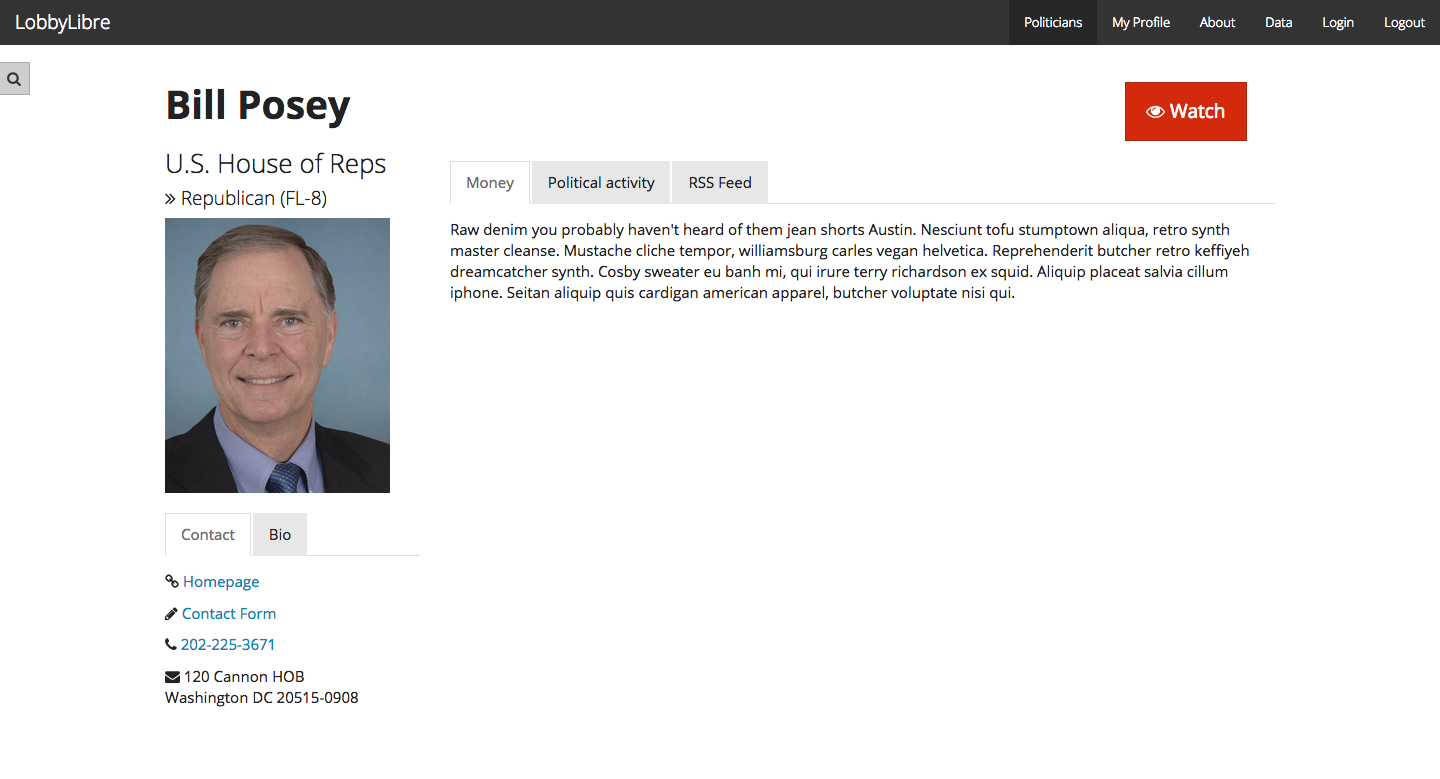 LobbyLibre
Politicians
My Profile
About
Data
Login
Logout
Bill Posey
Watch
U.S. House of Reps
» Republican (FL-8)
Money
Political activity
RSS Feed
Raw denim you probably haven't heard of them jean shorts Austin. Nesciunt tofu stumptown aliqua, retro synth
master cleanse. Mustache cliche tempor, williamsburg carles vegan helvetica. Reprehenderit butcher retro keffiyeh
dreamcatcher synth. Cosby sweater eu banh mi, qui irure terry richardson ex squid. Aliquip placeat salvia cillum
iphone. Seitan aliquip quis cardigan american apparel, butcher voluptate nisi qui.
Contact
Bio
Homepage
Contact Form
202-225-3671
120 Cannon HOB
Washington DC 20515-0908